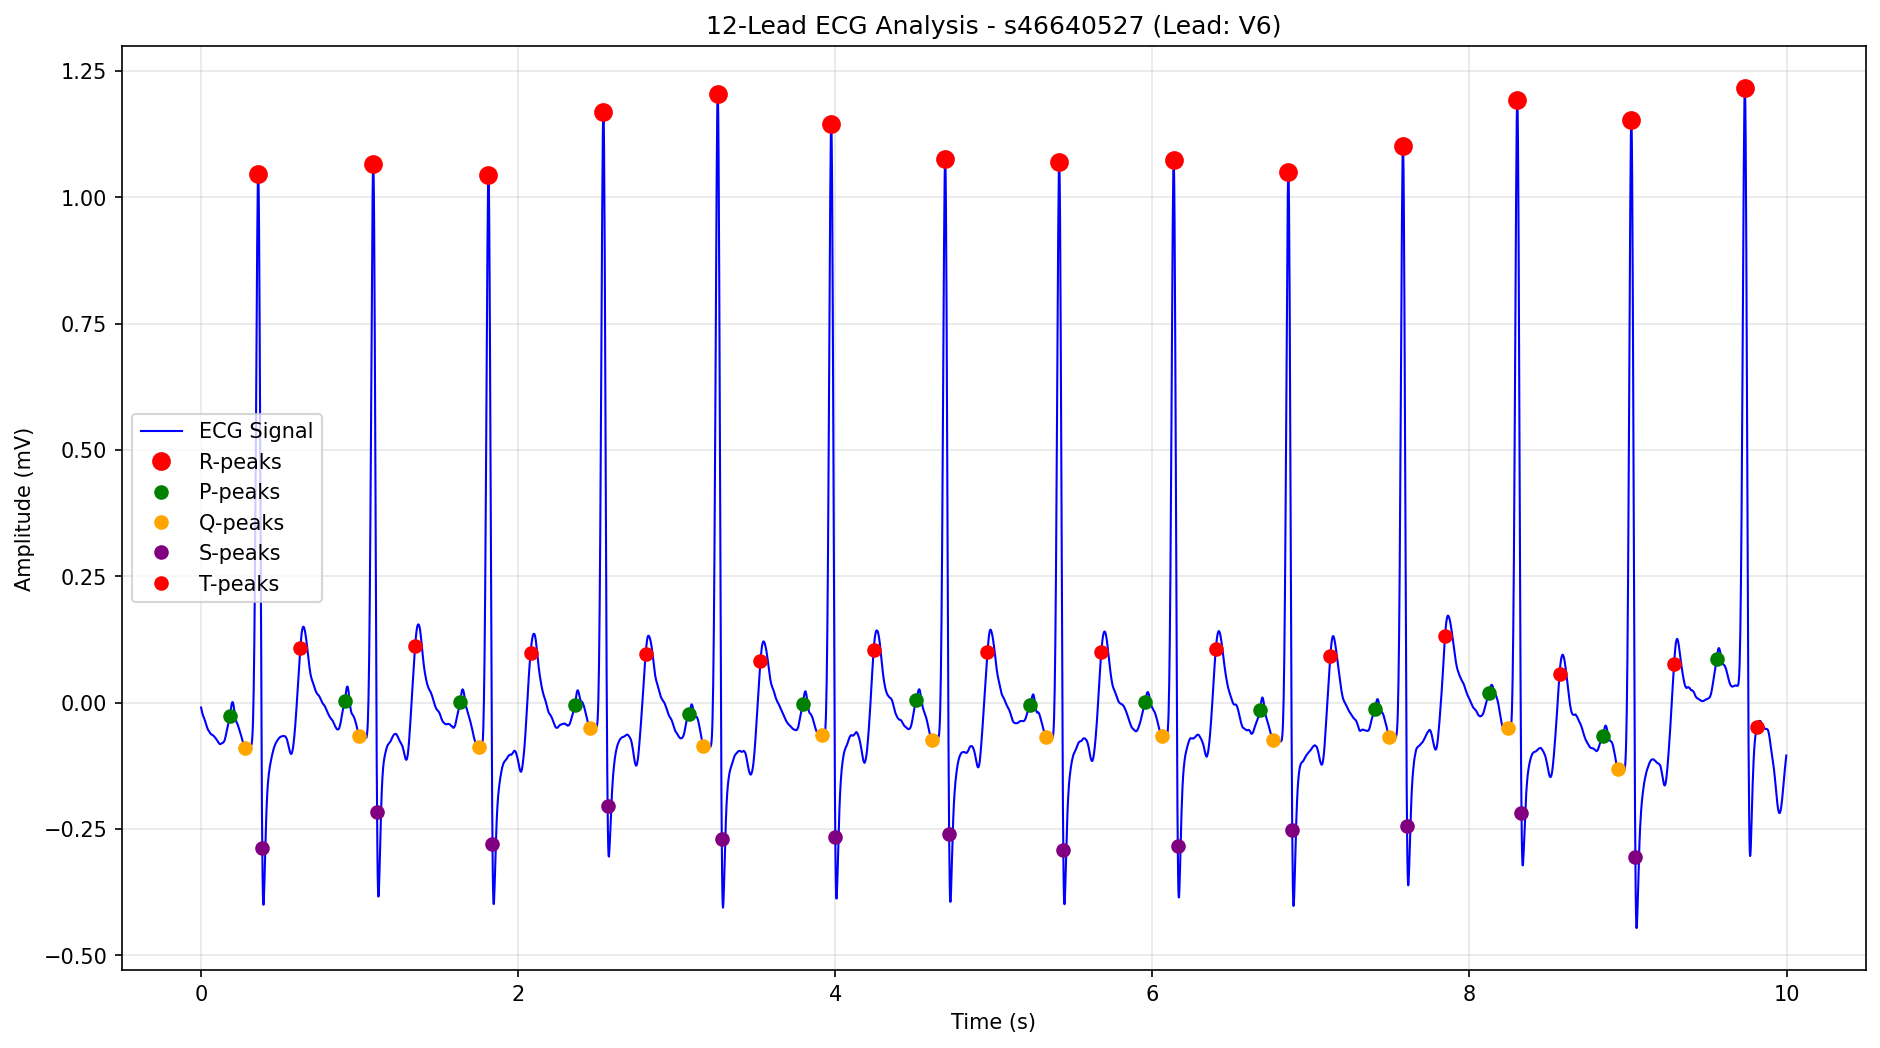 12-Lead ECG Analysis - s46640527 (Lead: V6)
Amplitude (mV)
1.25
1.00
0.75
0.50
0.25
0.00
−0.25
−0.50
ECG Signal
R-peaks
P-peaks
Q-peaks
S-peaks
T-peaks
0 2 4 6 8 10
Time (s)